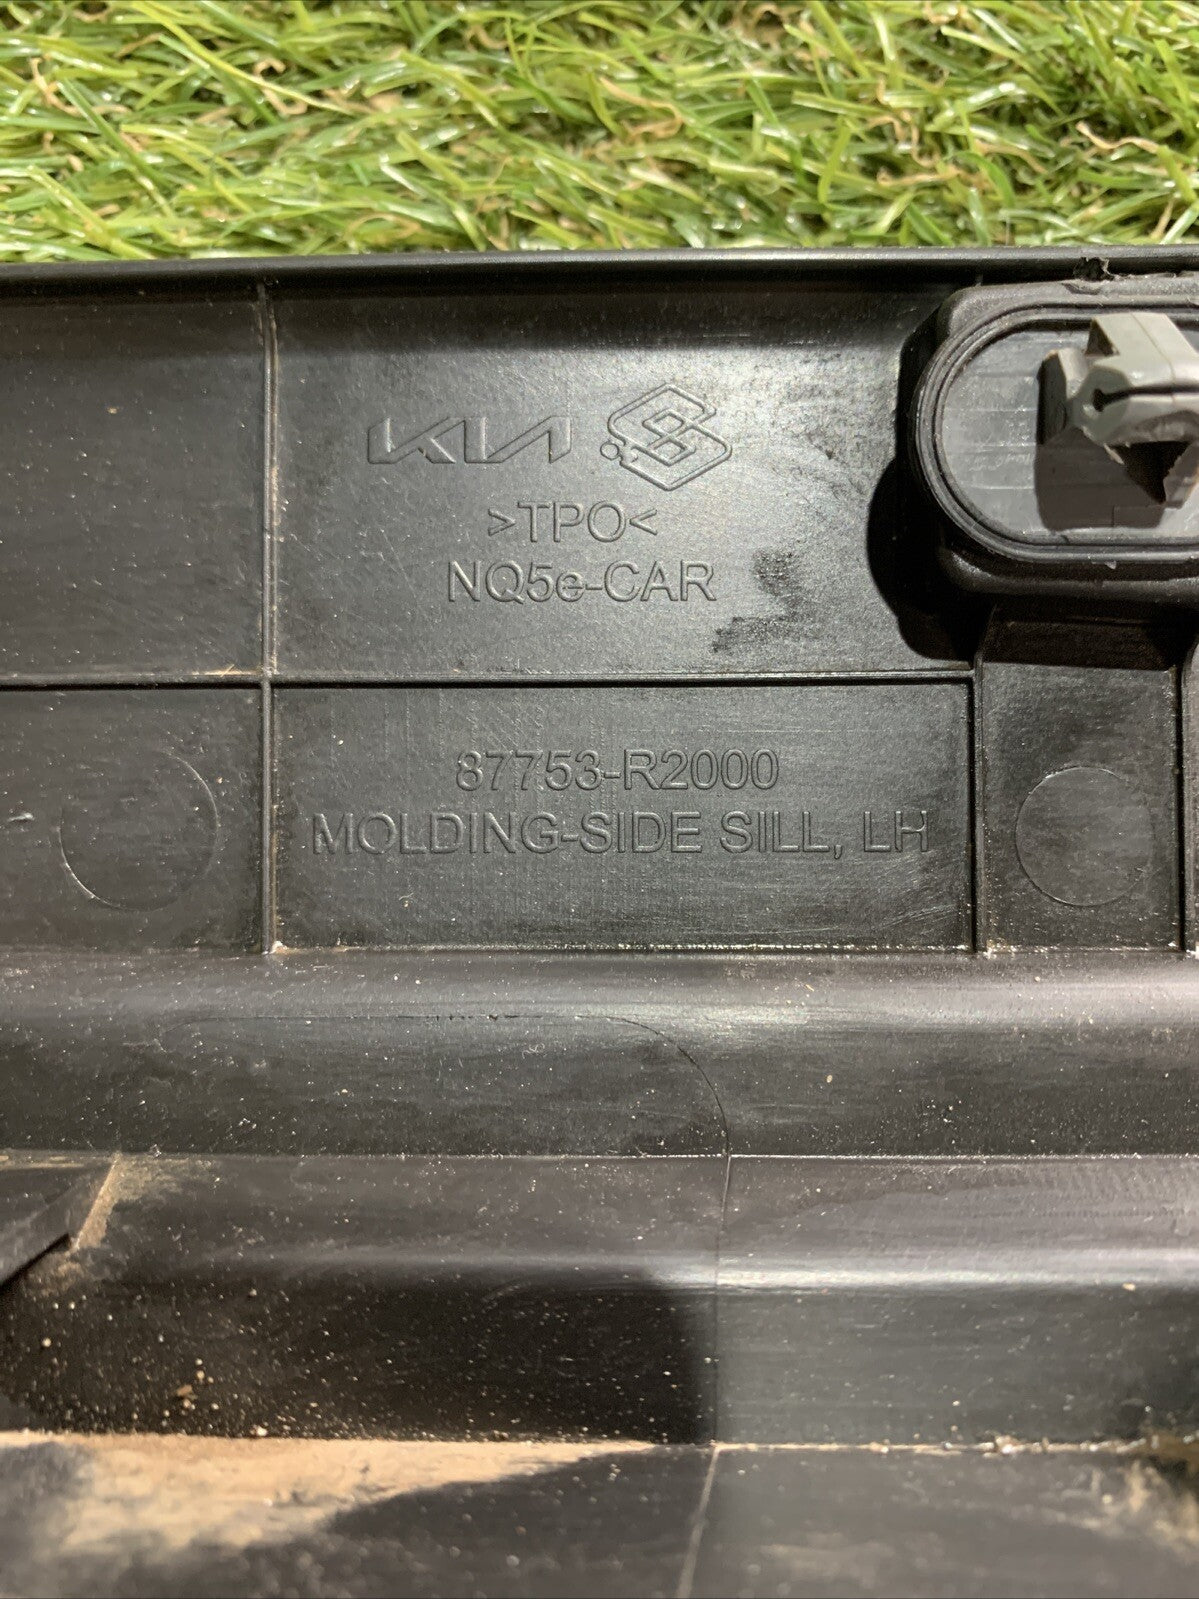 KIA
>TPO<
NQ5e-CAR
87753-R2000
MOLDING-SIDE SILL, LH